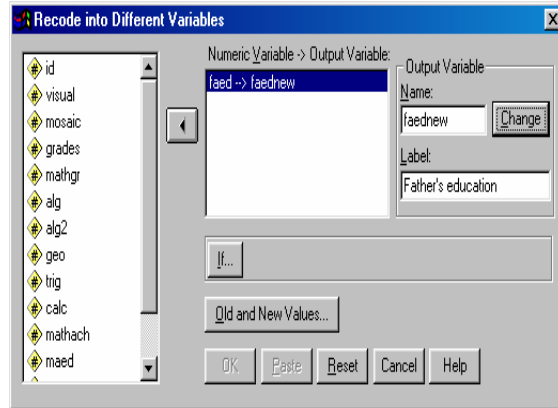 Recode into Different Variables
id
visual
mosaic
grades
mathgr
alg
alg2
geo
trig
calc
mathach
maed
Numeric Variable -> Output Variable:
faed --> faednew
Output Variable
Name:
faednew
Change
Label:
Father's education
If...
Old and New Values...
OK
Paste
Reset
Cancel
Help